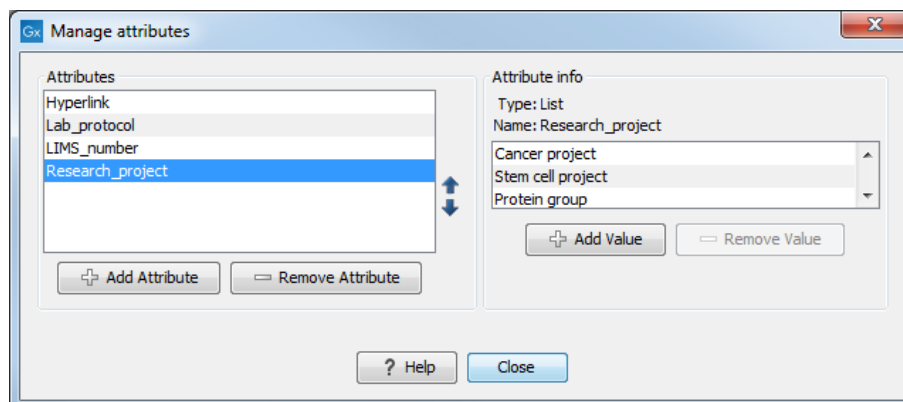 Gx Manage attributes
Attributes
Hyperlink
Lab_protocol
LIMS_number
Research_project
Add Attribute
Remove Attribute
Attribute info
Type: List
Name: Research_project
Cancer project
Stem cell project
Protein group
Add Value
Remove Value
? Help
Close